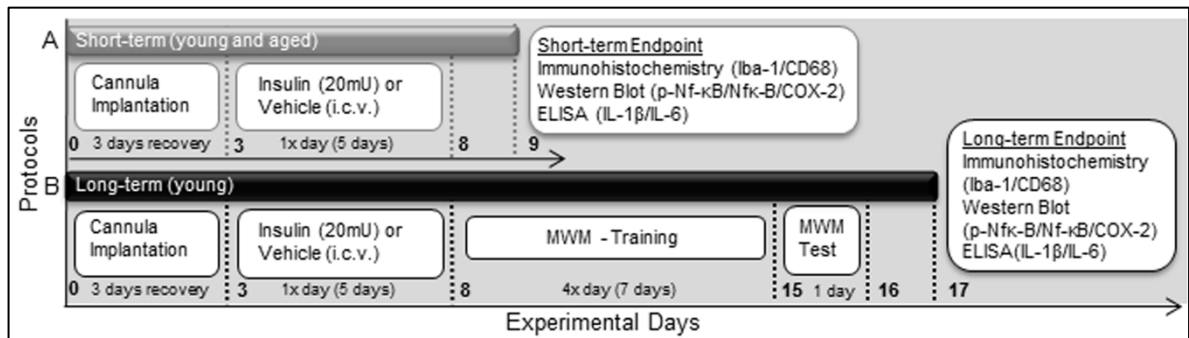 Protocols
A
Short-term (young and aged)
Cannula
Implantation
Insulin (20mU) or
Vehicle (i.c.v.)
0 3 days recovery 3 1x day (5 days) 8 9
Short-term Endpoint
Immunohistochemistry (Iba-1/CD68)
Western Blot (p-Nf-κB/Nfκ-B/COX-2)
ELISA (IL-1β/IL-6)
B
Long-term (young)
Cannula
Implantation
Insulin (20mU) or
Vehicle (i.c.v.)
MWM - Training
MWM
Test
0 3 days recovery 3 1x day (5 days) 8 4x day (7 days) 15 1 day 16 17
Long-term Endpoint
Immunohistochemistry
(Iba-1/CD68)
Western Blot
(p-Nfκ-B/Nf-κB/COX-2)
ELISA(IL-1β/IL-6)
Experimental Days